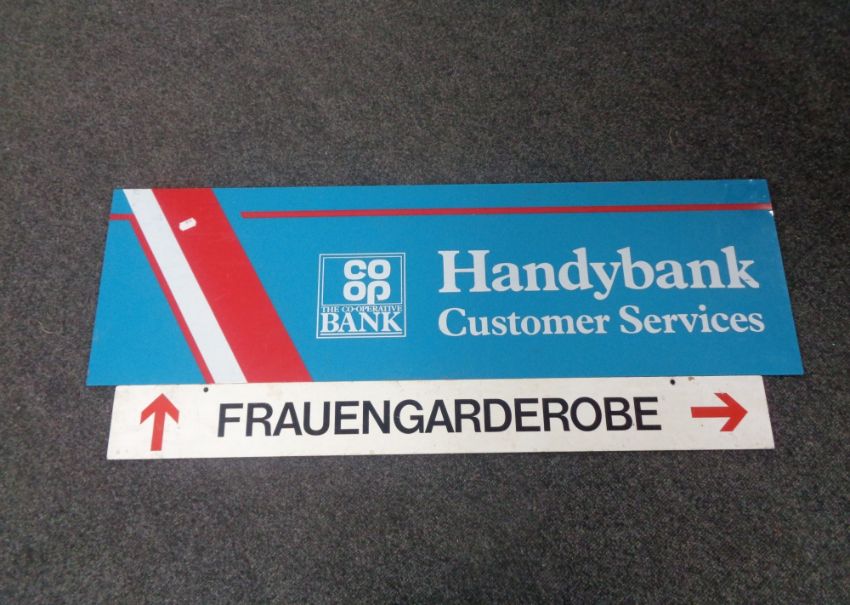 CO
OP
THE CO-OPERATIVE
BANK
Handybank
Customer Services
FRAUENGARDEROBE